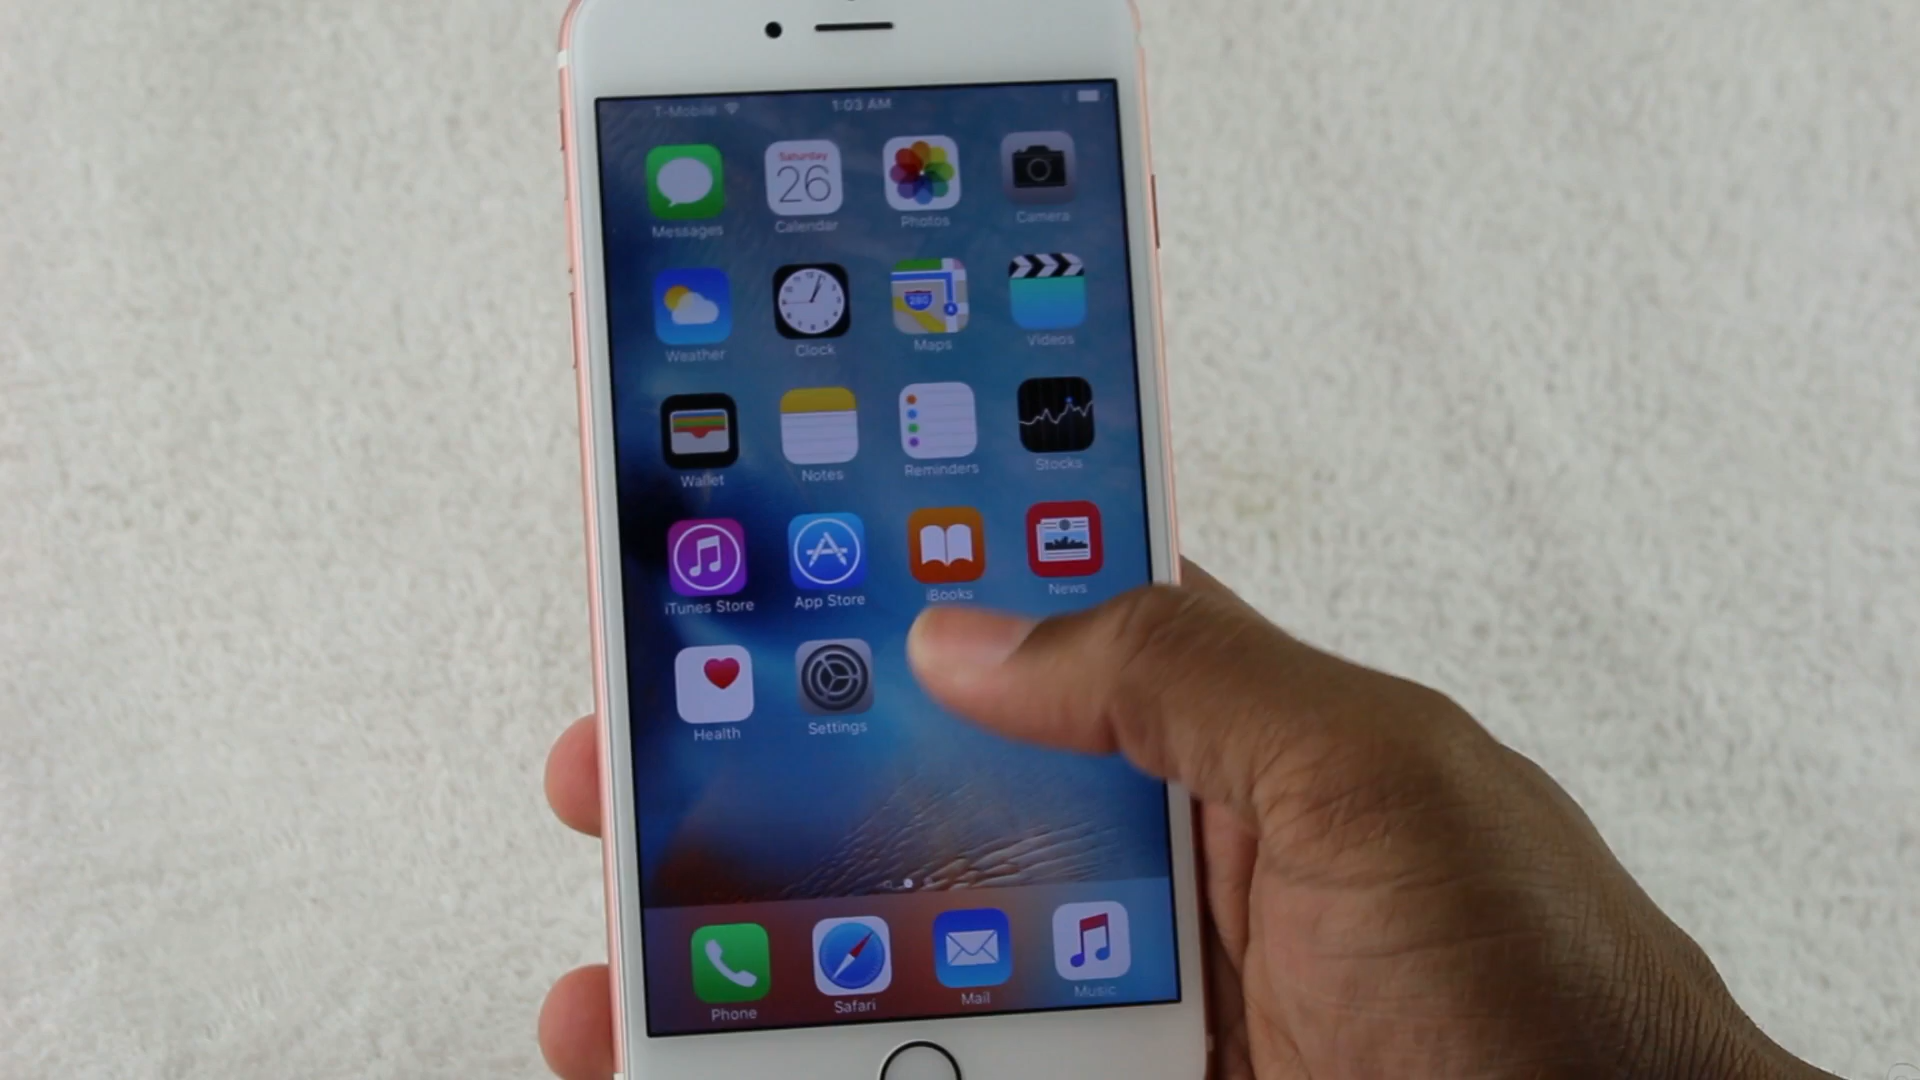 T-Mobile 1:03 AM
Saturday
26
Messages Calendar Photos Camera
280
Weather Clock Maps Videos
Wallet Notes Reminders Stocks
iTunes Store App Store iBooks News
Health Settings
Phone Safari Mail Music